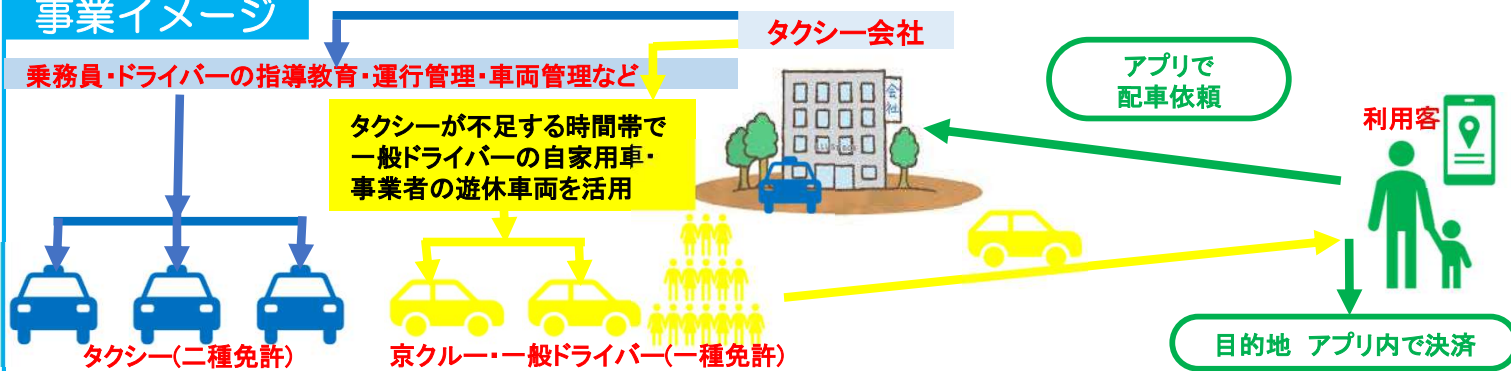 事業イメージ
タクシー会社
乗務員・ドライバーの指導教育・運行管理・車両管理など
アプリで
配車依頼
利用客
タクシーが不足する時間帯で
一般ドライバーの自家用車・
事業者の遊休車両を活用
会社
目的地 アプリ内で決済
タクシー(二種免許)
京クルー・一般ドライバー(一種免許)